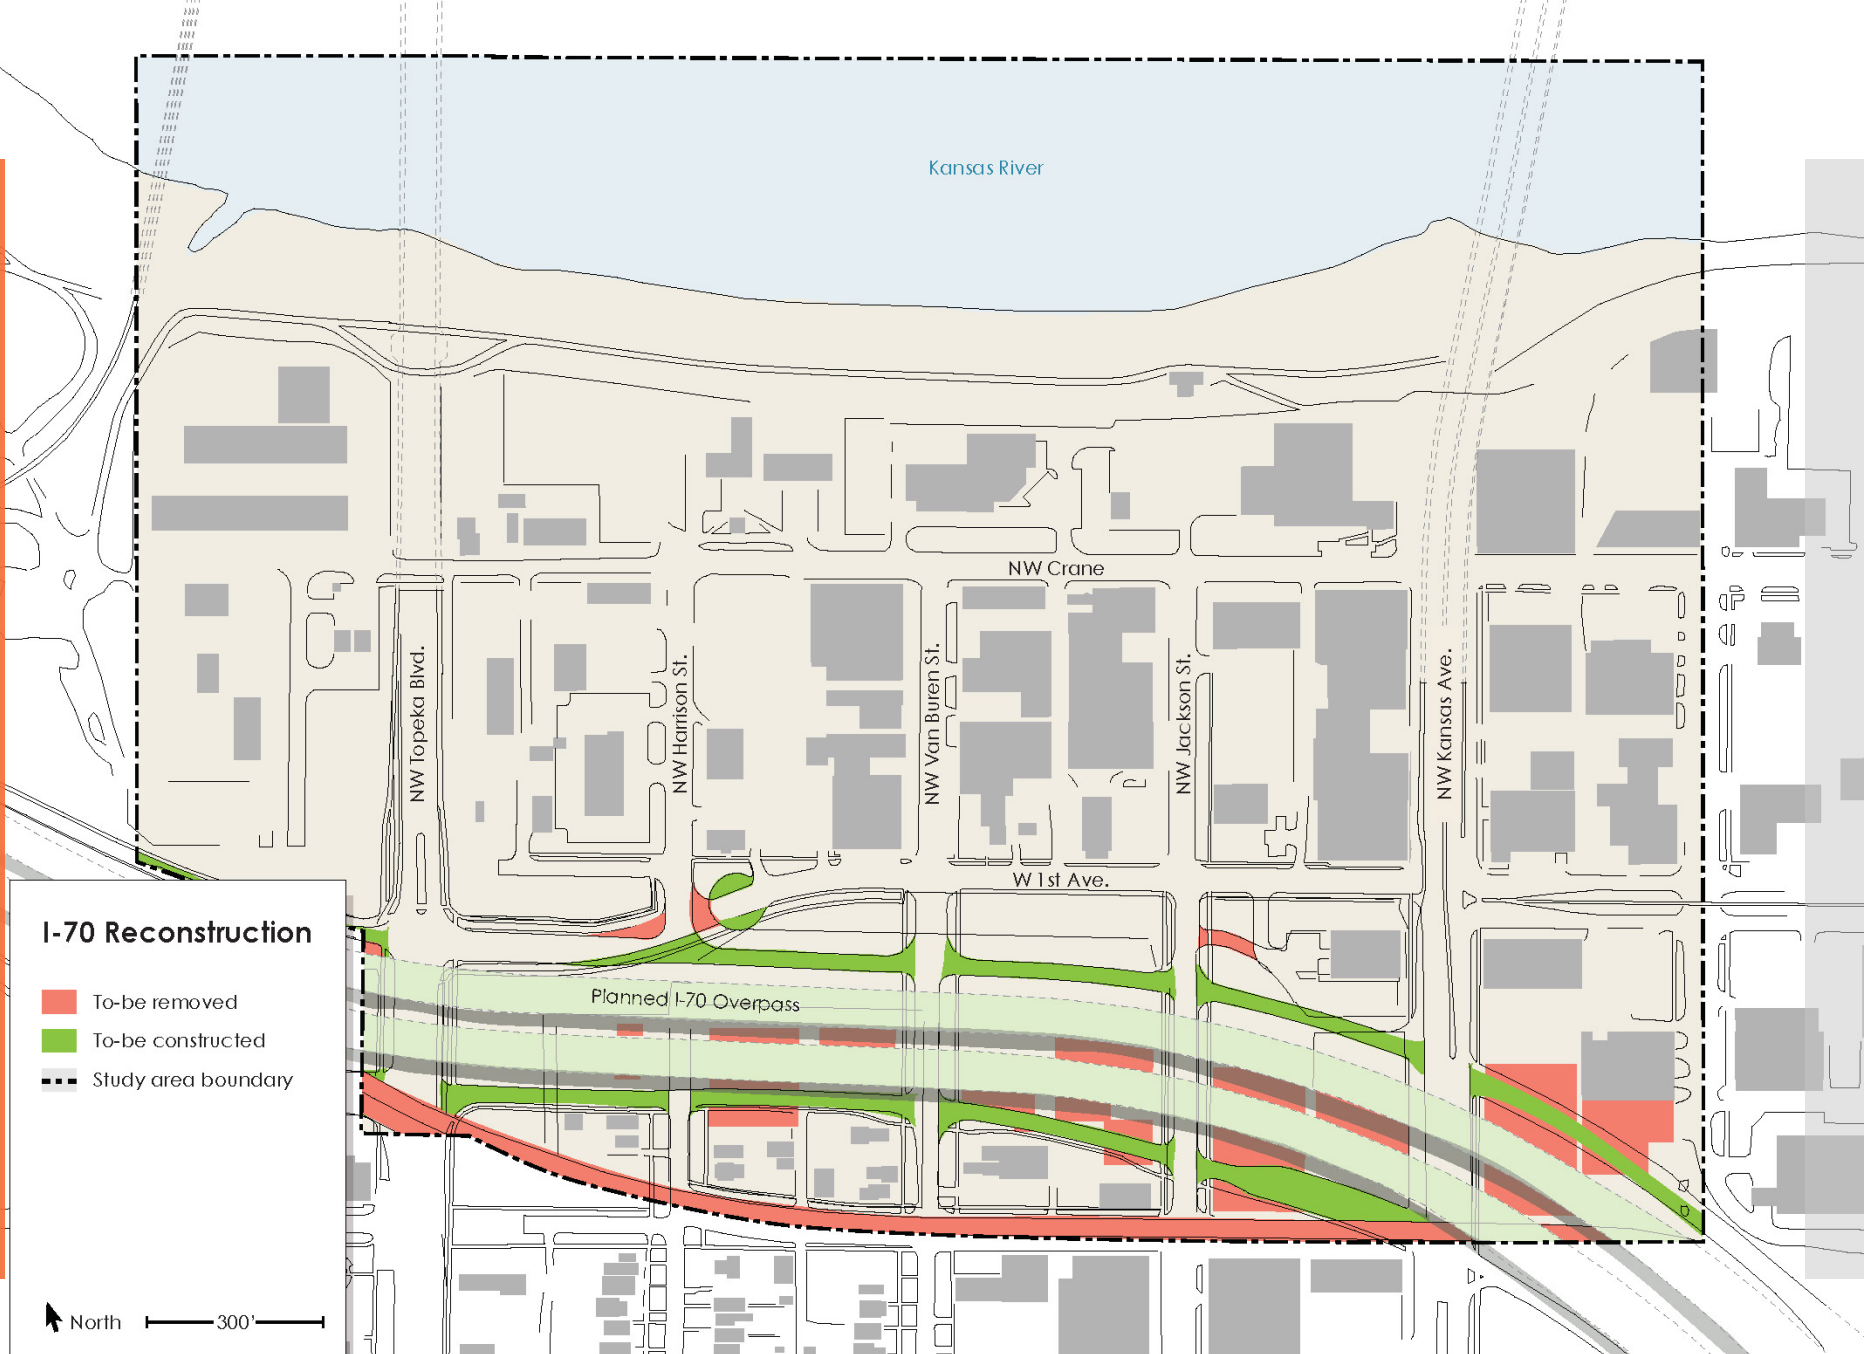 Kansas River
NW Crane
NW Topeka Blvd.
NW Harrison St.
NW Van Buren St.
NW Jackson St.
NW Kansas Ave.
W 1st Ave.
Planned I-70 Overpass
I-70 Reconstruction
To-be removed
To-be constructed
Study area boundary
North
300'